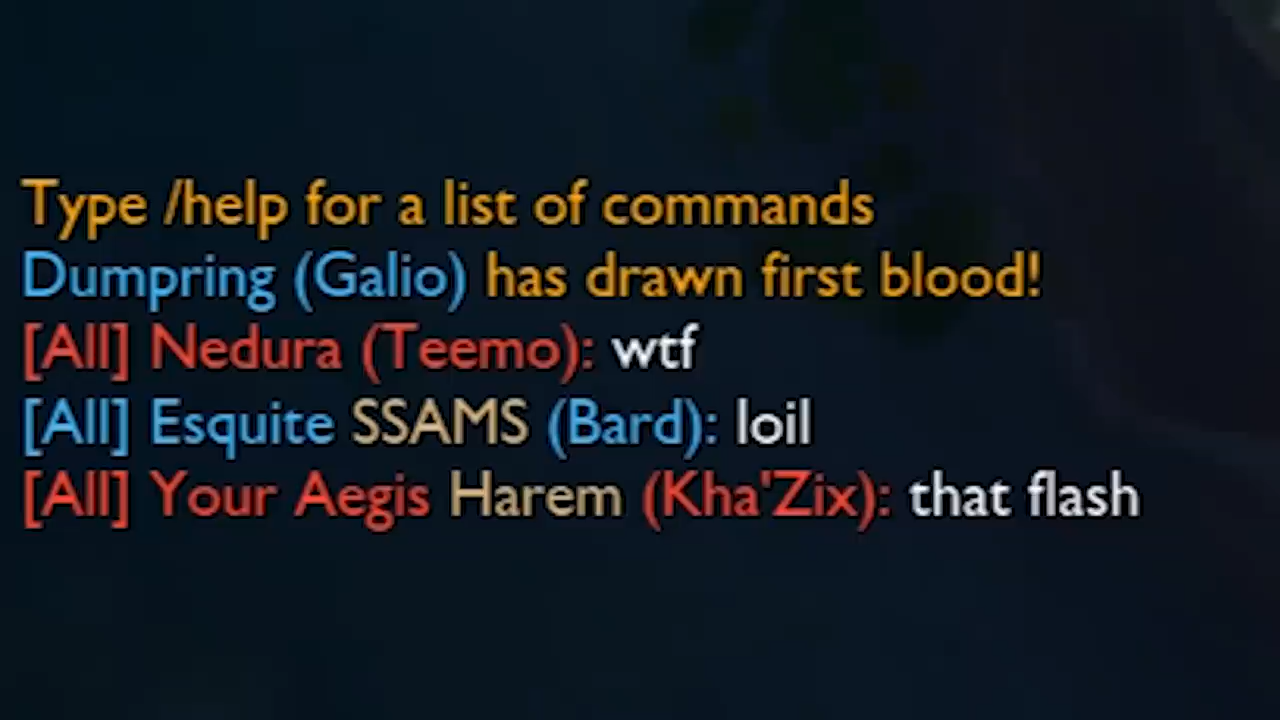 Type /help for a list of commands
Dumpring (Galio) has drawn first blood!
[All] Nedura (Teemo): wtf
[All] Esquite SSAMS (Bard): loil
[All] Your Aegis Harem (Kha'Zix): that flash